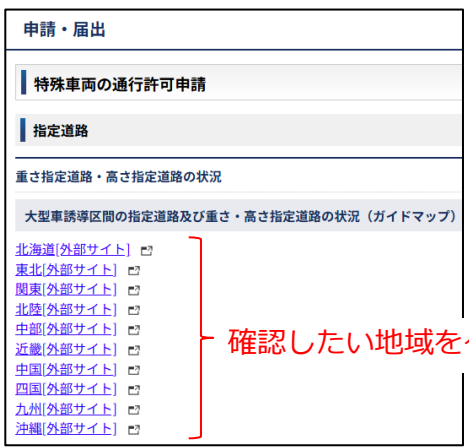 申請・届出
特殊車両の通行許可申請
指定道路
重さ指定道路・高さ指定道路の状況
大型車誘導区間の指定道路及び重さ・高さ指定道路の状況（ガイドマップ）
北海道[外部サイト]
東北[外部サイト]
関東[外部サイト]
北陸[外部サイト]
中部[外部サイト]
近畿[外部サイト]
中国[外部サイト]
四国[外部サイト]
九州[外部サイト]
沖縄[外部サイト]
確認したい地域を